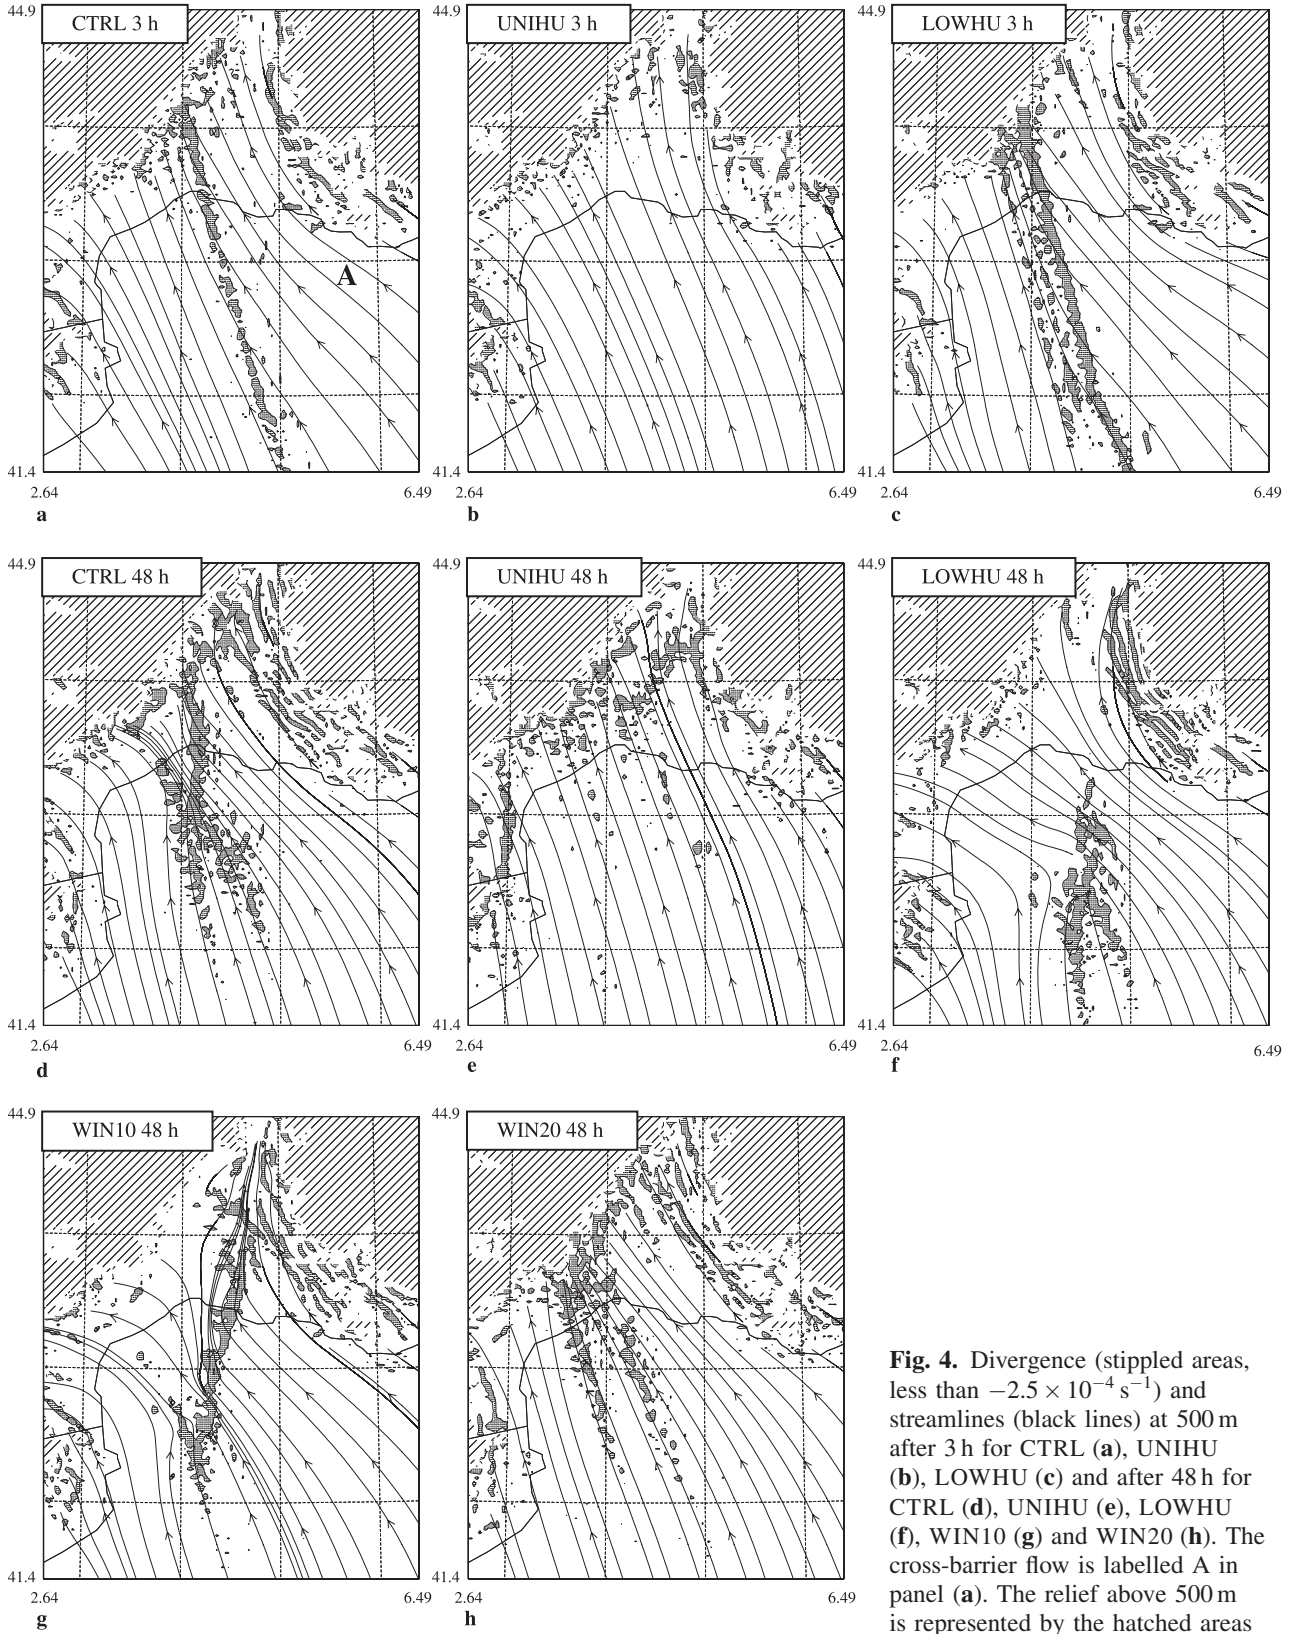 44.9
CTRL 3 h
A
41.4
2.64
6.49
a
44.9
UNIHU 3 h
41.4
2.64
6.49
b
44.9
LOWHU 3 h
41.4
2.64
6.49
c
44.9
CTRL 48 h
41.4
2.64
6.49
d
44.9
UNIHU 48 h
41.4
2.64
6.49
e
44.9
LOWHU 48 h
41.4
2.64
6.49
f
44.9
WIN10 48 h
41.4
2.64
6.49
g
44.9
WIN20 48 h
41.4
2.64
6.49
h
Fig. 4. Divergence (stippled areas,
less than −2.5 × 10⁻⁴ s⁻¹) and
streamlines (black lines) at 500 m
after 3 h for CTRL (a), UNIHU
(b), LOWHU (c) and after 48 h for
CTRL (d), UNIHU (e), LOWHU
(f), WIN10 (g) and WIN20 (h). The
cross-barrier flow is labelled A in
panel (a). The relief above 500 m
is represented by the hatched areas